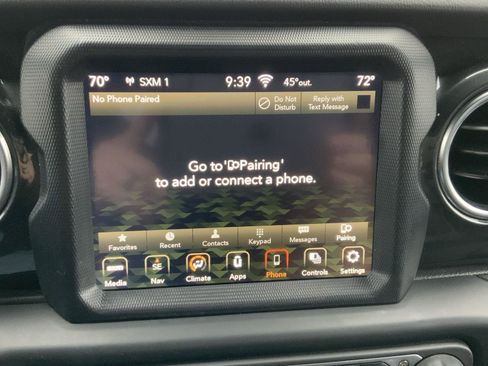 70° SXM 1 9:39 45°out. 72°
No Phone Paired Do Not Disturb Reply with Text Message
Go to 'Pairing'
to add or connect a phone.
Favorites Recent Contacts Keypad Messages Pairing
SE
Media Nav Climate Apps Phone Controls Settings